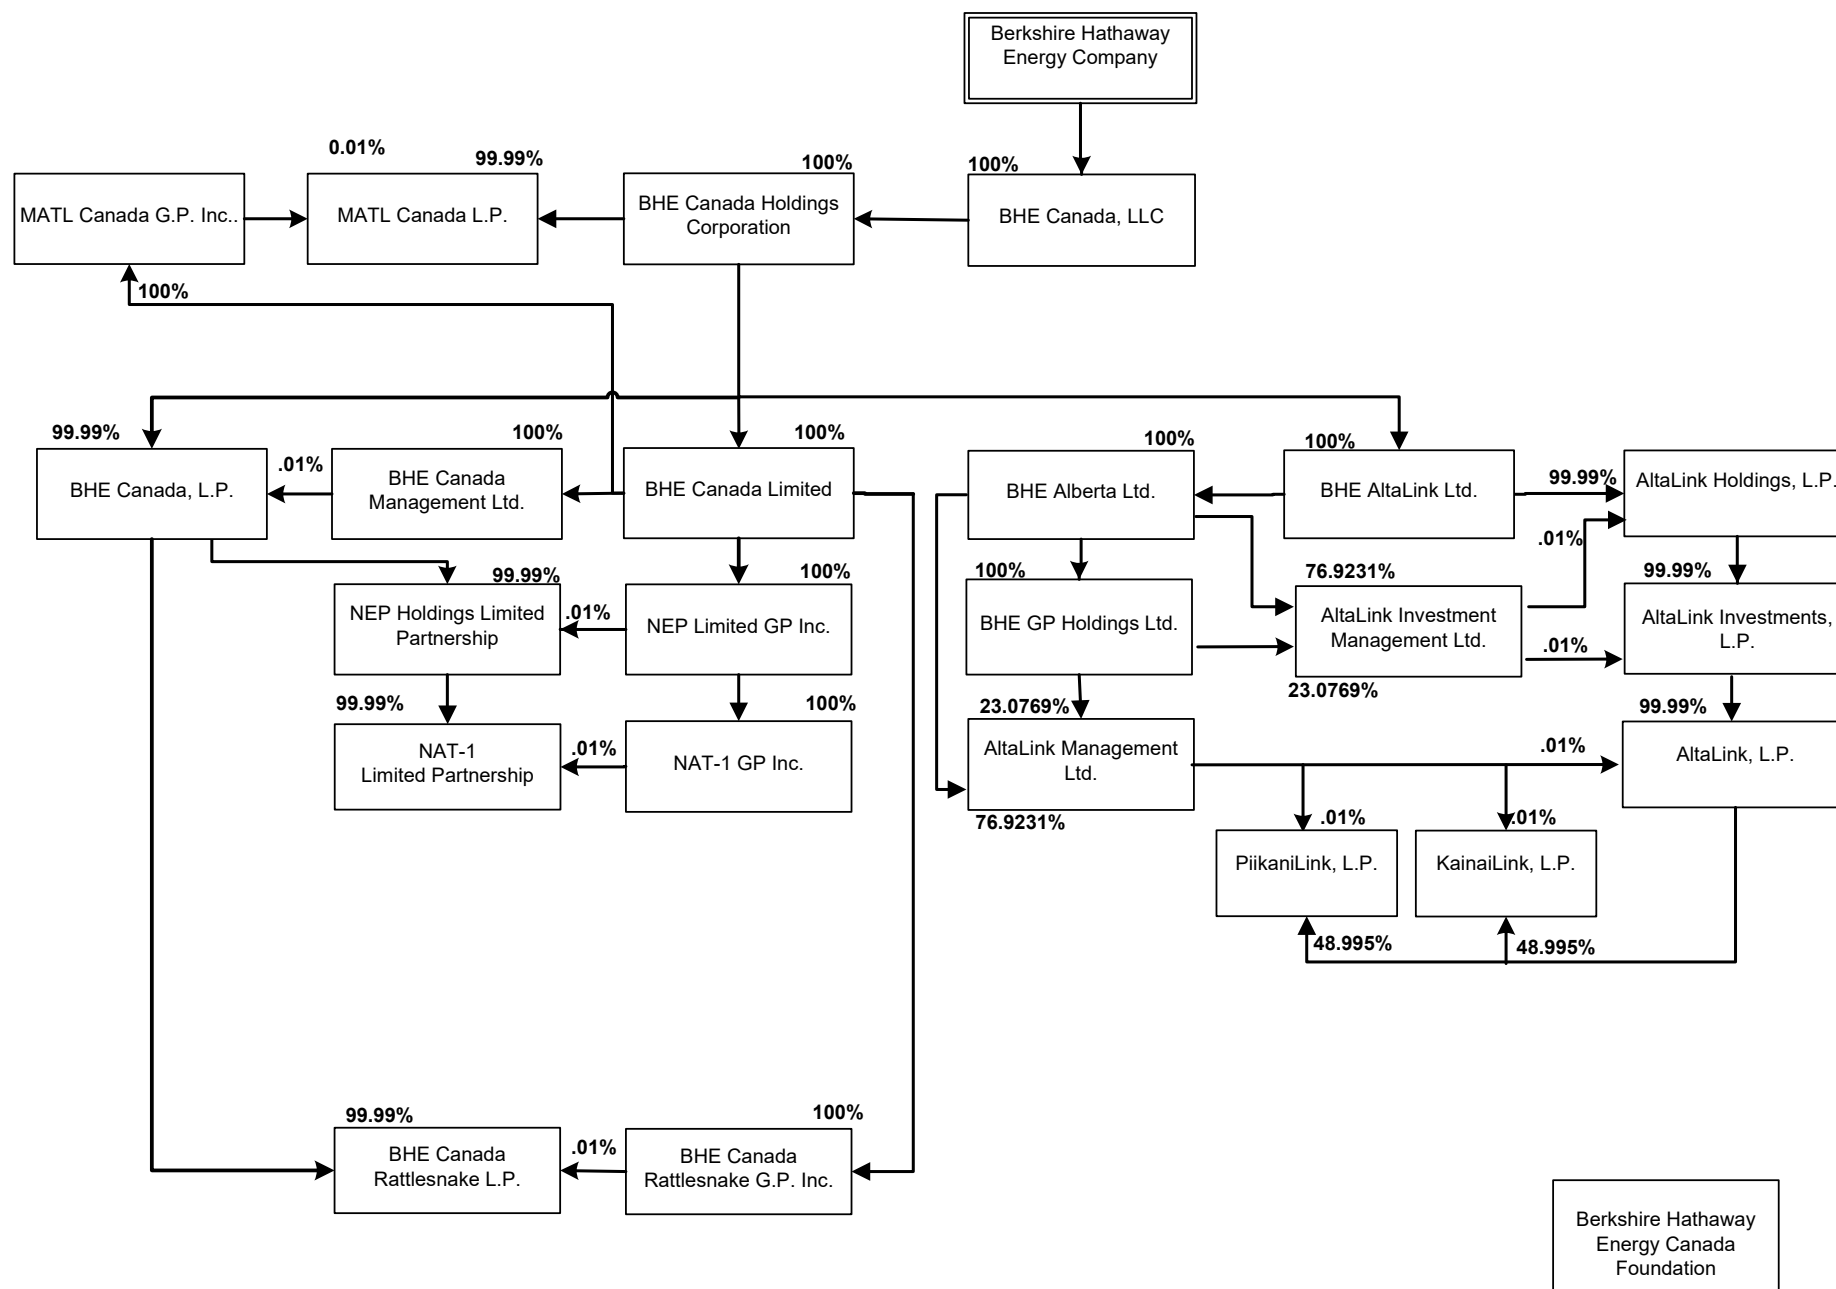 Berkshire Hathaway
Energy Company
0.01%
99.99%
100%
100%
MATL Canada G.P. Inc..
MATL Canada L.P.
BHE Canada Holdings
Corporation
BHE Canada, LLC
100%
99.99%
100%
100%
100%
100%
.01%
99.99%
BHE Canada, L.P.
BHE Canada
Management Ltd.
BHE Canada Limited
BHE Alberta Ltd.
BHE AltaLink Ltd.
AltaLink Holdings, L.P.
.01%
99.99%
100%
100%
76.9231%
99.99%
NEP Holdings Limited
Partnership
.01%
NEP Limited GP Inc.
BHE GP Holdings Ltd.
AltaLink Investment
Management Ltd.
.01%
AltaLink Investments,
L.P.
99.99%
100%
23.0769%
23.0769%
99.99%
NAT-1
Limited Partnership
.01%
NAT-1 GP Inc.
AltaLink Management
Ltd.
.01%
AltaLink, L.P.
76.9231%
.01%
.01%
PiikaniLink, L.P.
KainaiLink, L.P.
48.995%
48.995%
99.99%
100%
BHE Canada
Rattlesnake L.P.
.01%
BHE Canada
Rattlesnake G.P. Inc.
Berkshire Hathaway
Energy Canada
Foundation